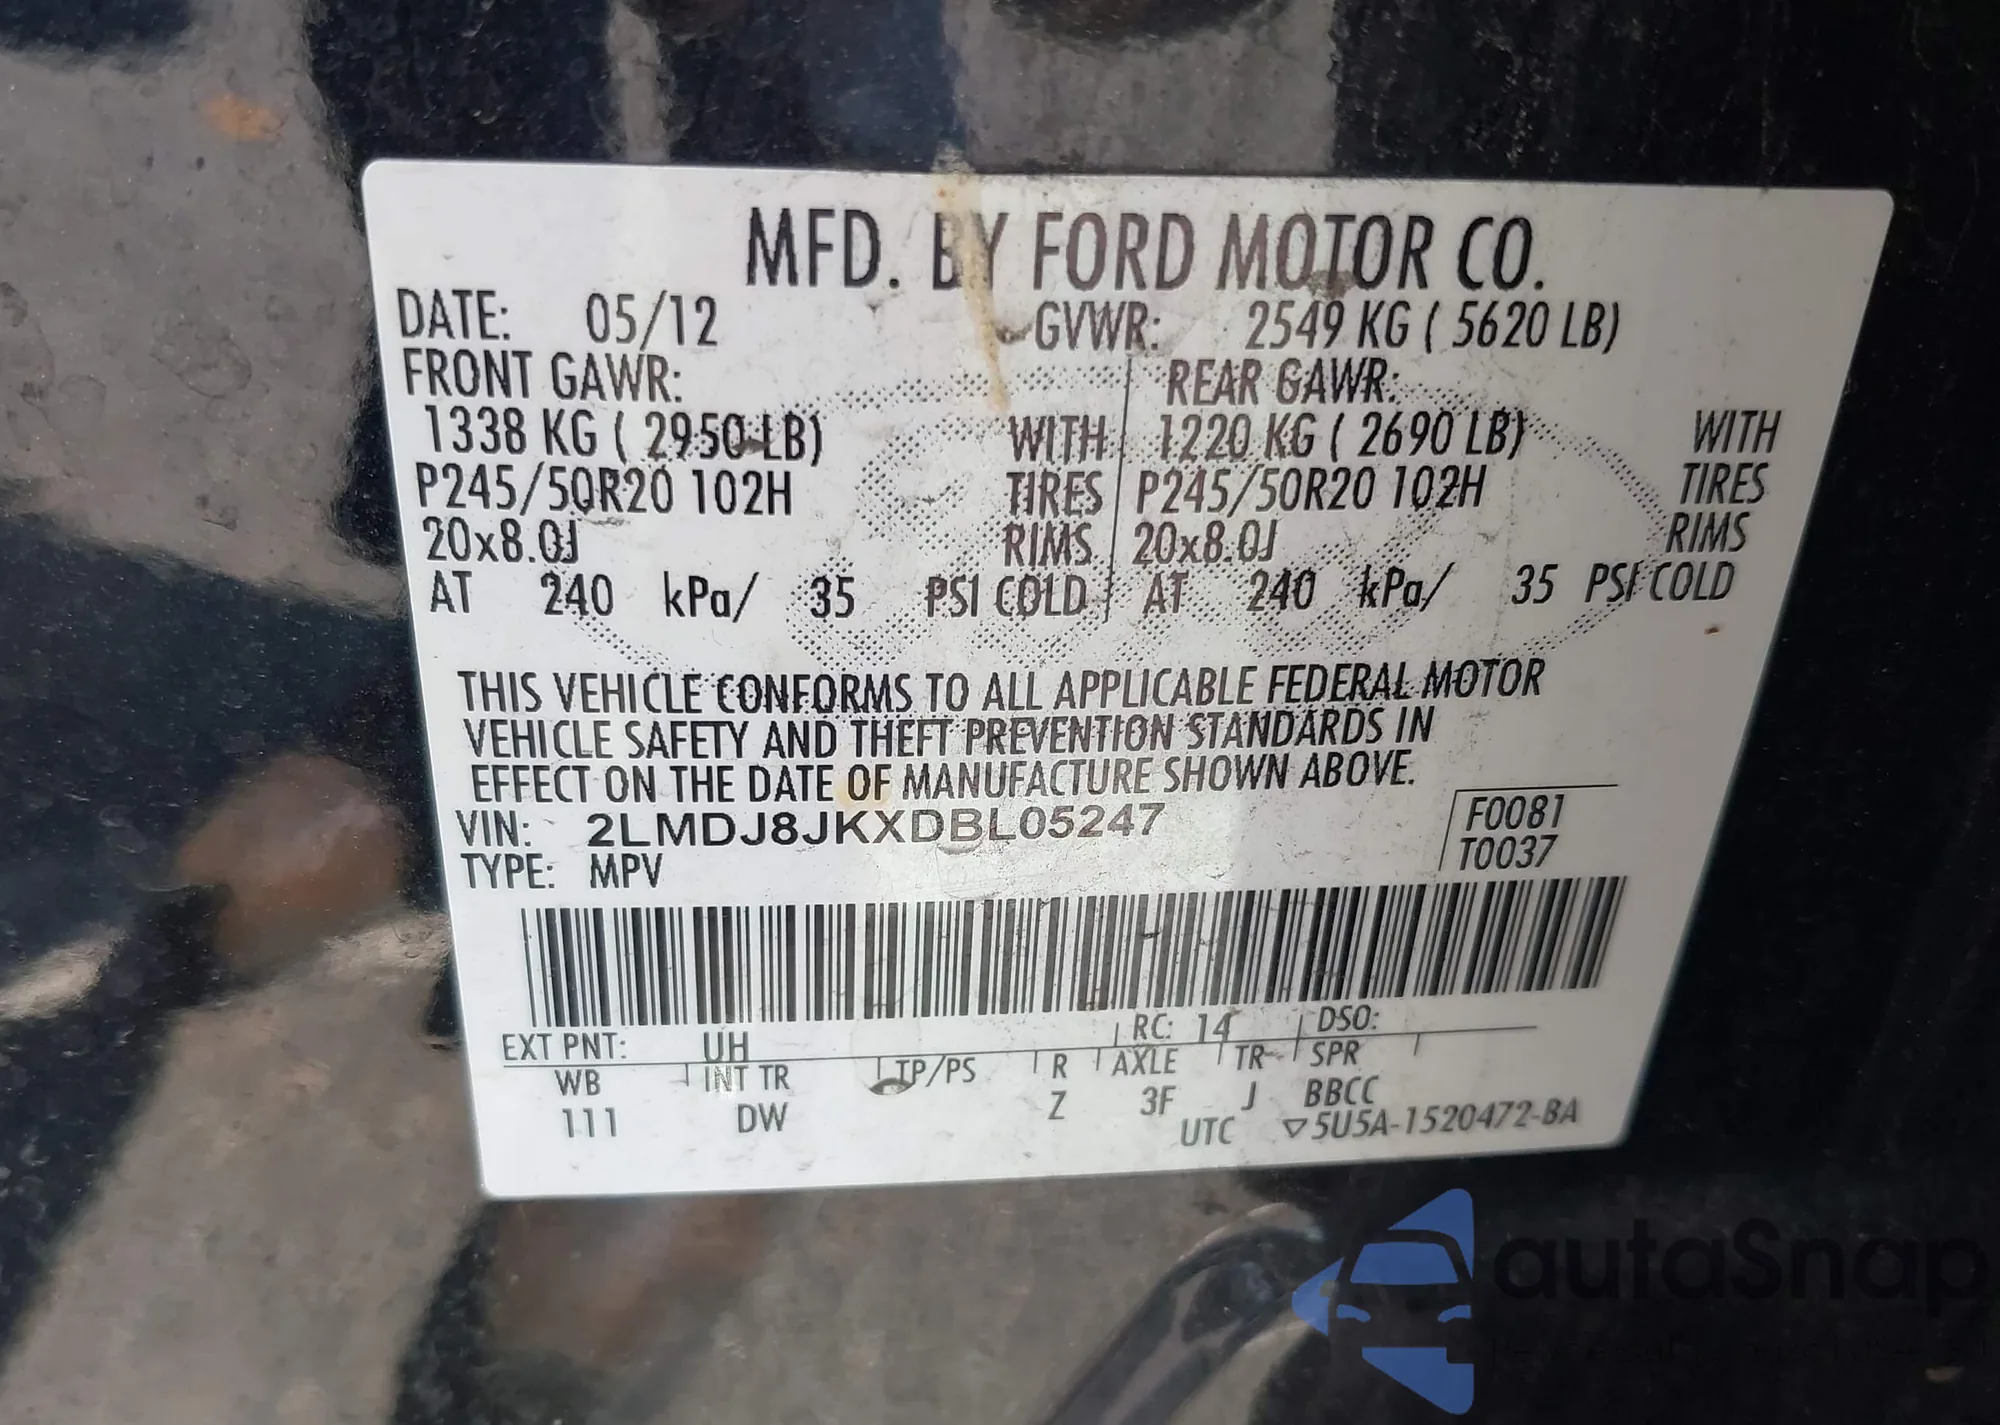 MFD. BY FORD MOTOR CO.
DATE: 05/12 GVWR: 2549 KG ( 5620 LB)
FRONT GAWR: REAR GAWR:
1338 KG ( 2950 LB) WITH 1220 KG ( 2690 LB) WITH
P245/50R20 102H TIRES P245/50R20 102H TIRES
20x8.0J RIMS 20x8.0J RIMS
AT 240 kPa/ 35 PSI COLD AT 240 kPa/ 35 PSI COLD
THIS VEHICLE CONFORMS TO ALL APPLICABLE FEDERAL MOTOR
VEHICLE SAFETY AND THEFT PREVENTION STANDARDS IN
EFFECT ON THE DATE OF MANUFACTURE SHOWN ABOVE.
VIN: 2LMDJ8JKXDBL05247 F0081
TYPE: MPV T0037
EXT PNT: UH RC: 14 DSO:
WB INT TR TP/PS R AXLE TR SPR
111 DW Z 3F J BBCC
UTC ▽5U5A-1520472-BA
autoSnap